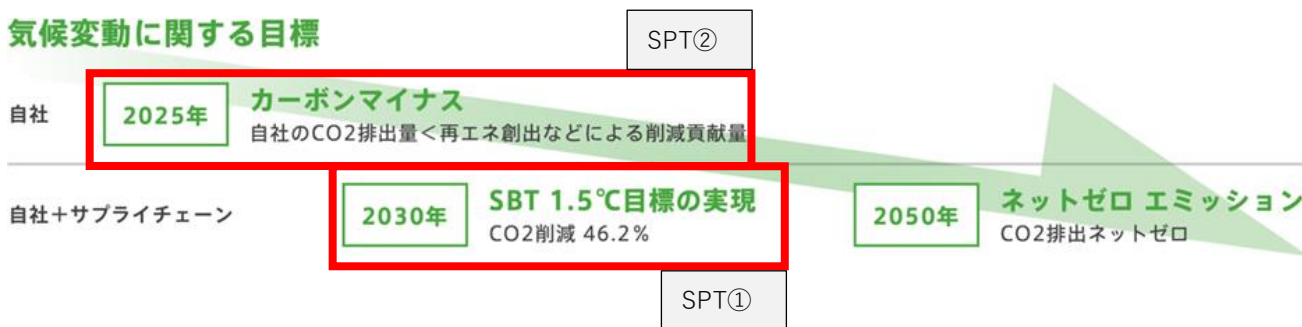 気候変動に関する目標
SPT②
自社
2025年
カーボンマイナス
自社のCO2排出量＜再エネ創出などによる削減貢献量
自社＋サプライチェーン
2030年
SBT 1.5℃目標の実現
CO2削減 46.2%
2050年
ネットゼロ エミッション
CO2排出ネットゼロ
SPT①